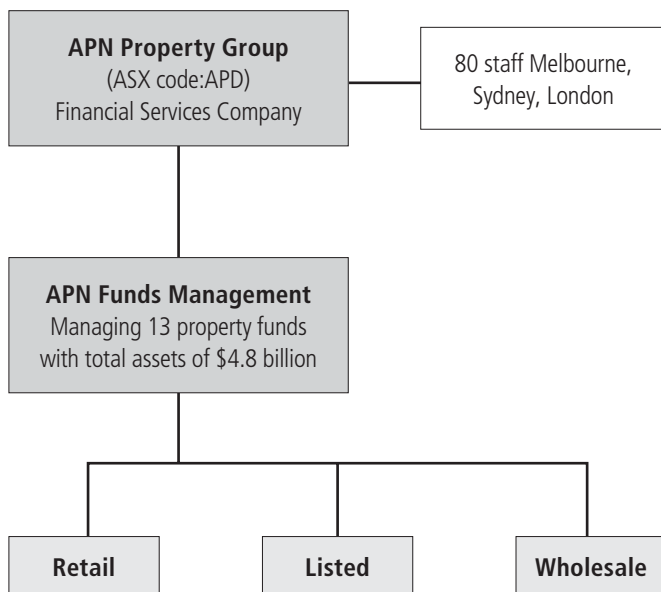 APN Property Group
(ASX code:APD)
Financial Services Company
80 staff Melbourne,
Sydney, London
APN Funds Management
Managing 13 property funds
with total assets of $4.8 billion
Retail
Listed
Wholesale